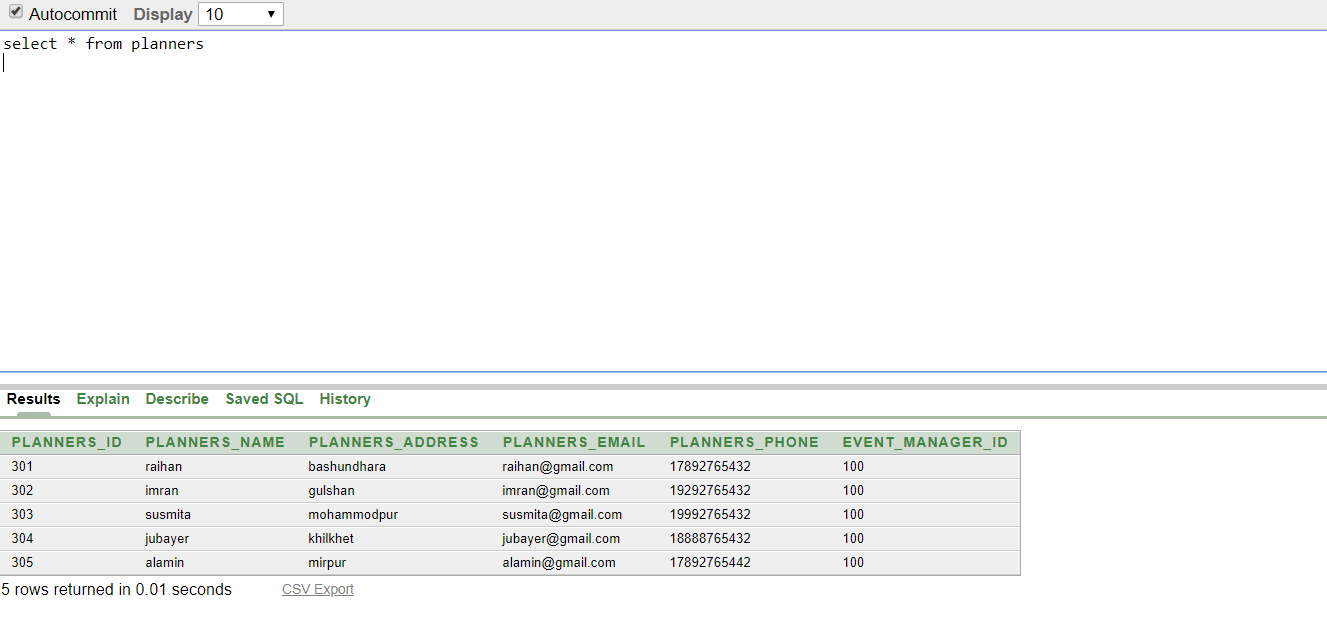 Autocommit Display 10
select * from planners
Results Explain Describe Saved SQL History
PLANNERS_ID PLANNERS_NAME PLANNERS_ADDRESS PLANNERS_EMAIL PLANNERS_PHONE EVENT_MANAGER_ID
301 raihan bashundhara raihan@gmail.com 17892765432 100
302 imran gulshan imran@gmail.com 19292765432 100
303 susmita mohammodpur susmita@gmail.com 19992765432 100
304 jubayer khilkhet jubayer@gmail.com 18888765432 100
305 alamin mirpur alamin@gmail.com 17892765442 100
5 rows returned in 0.01 seconds CSV Export